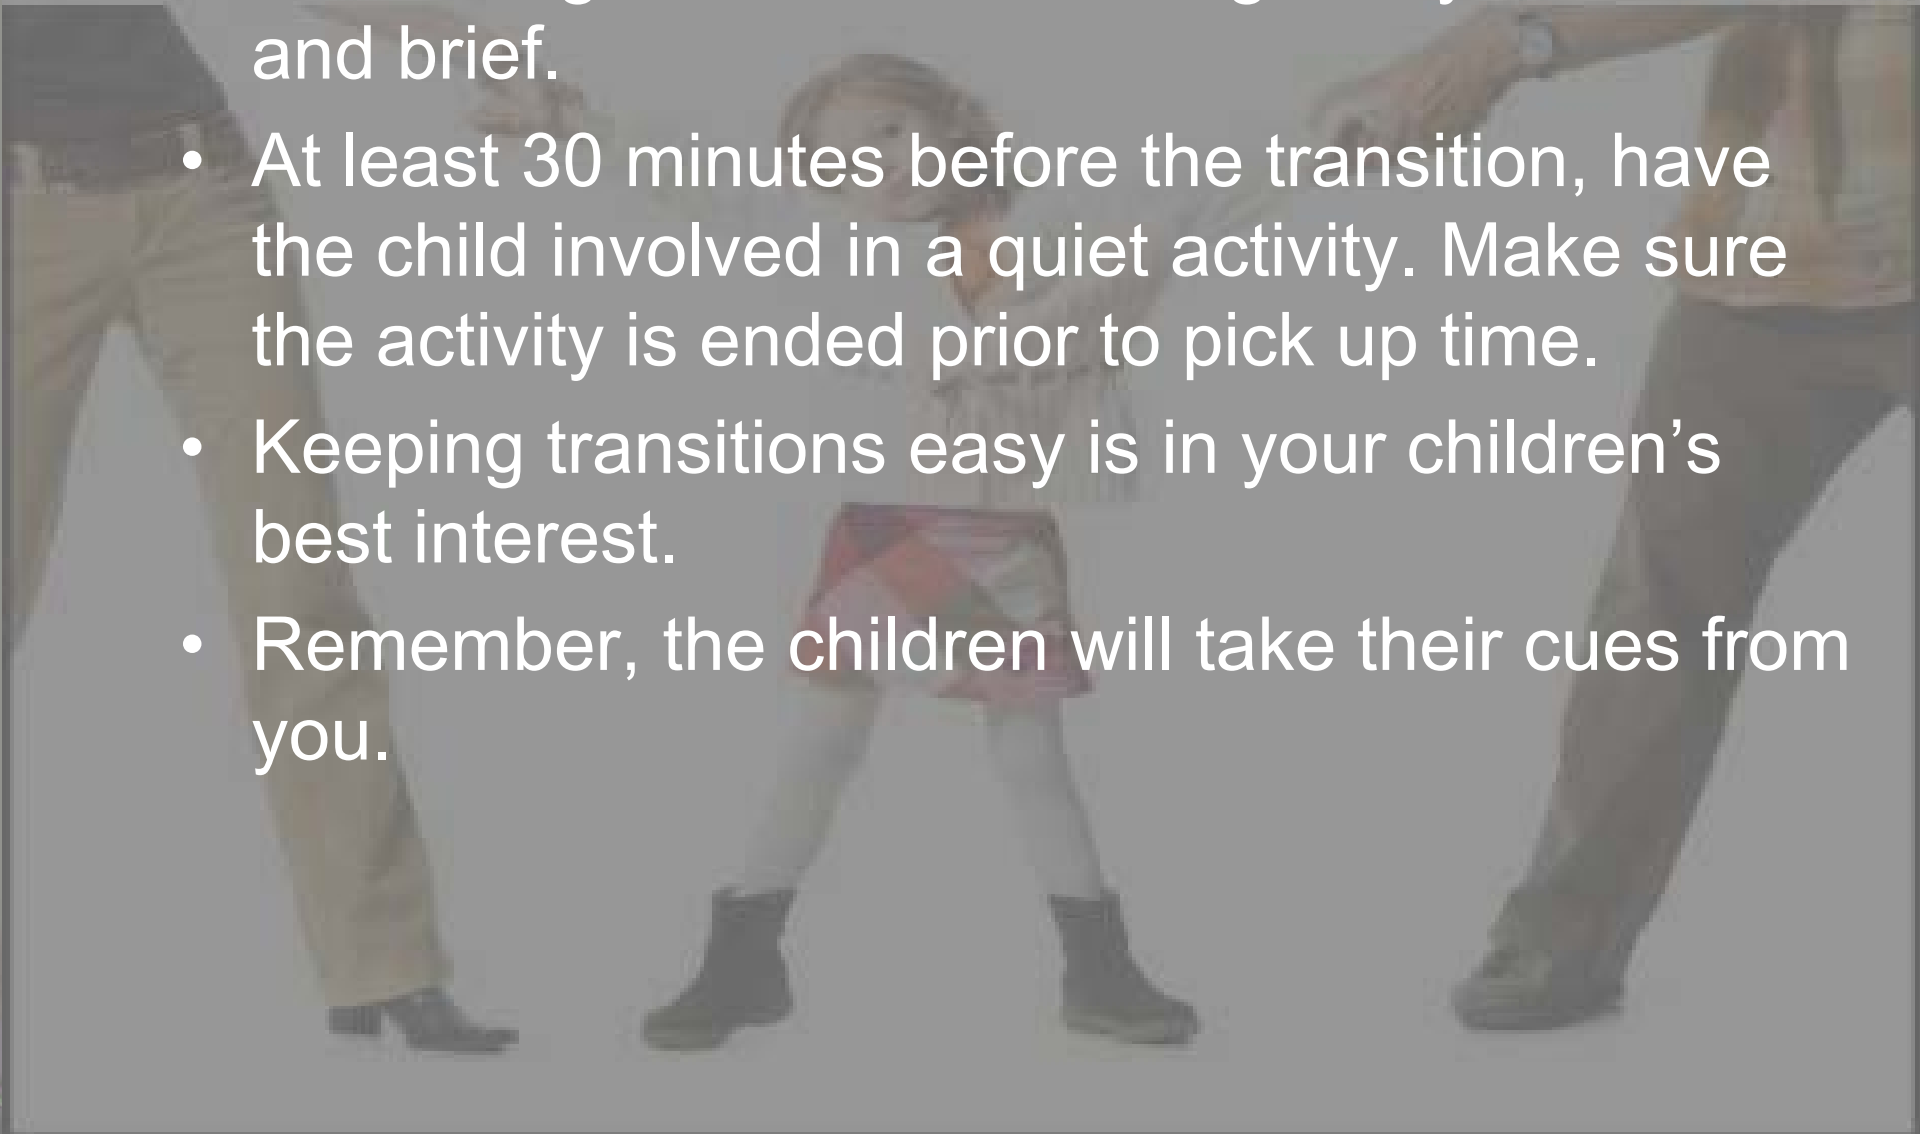 and brief.
• At least 30 minutes before the transition, have
the child involved in a quiet activity. Make sure
the activity is ended prior to pick up time.
• Keeping transitions easy is in your children’s
best interest.
• Remember, the children will take their cues from
you.